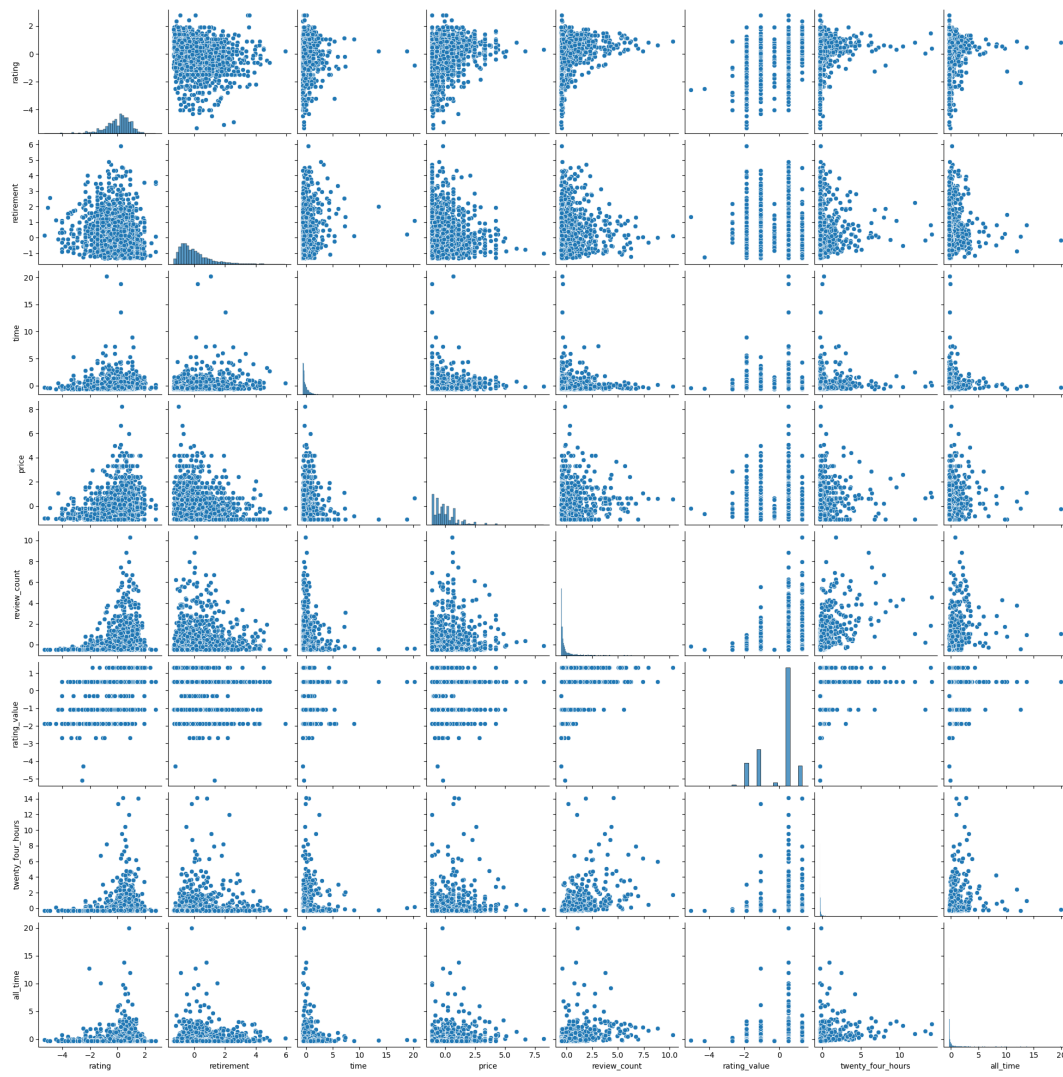 rating
2
0
−2
−4
retirement
6
5
4
3
2
1
0
−1
time
20
15
10
5
0
price
8
6
4
2
0
review_count
10
8
6
4
2
0
rating_value
1
0
−1
−2
−3
−4
−5
twenty_four_hours
14
12
10
8
6
4
2
0
all_time
20
15
10
5
0
−4 −2 0 2
rating
0 2 4 6
retirement
0 5 10 15 20
time
0.0 2.5 5.0 7.5
price
0.0 2.5 5.0 7.5 10.0
review_count
−4 −2 0
rating_value
0 5 10
twenty_four_hours
0 5 10 15 20
all_time